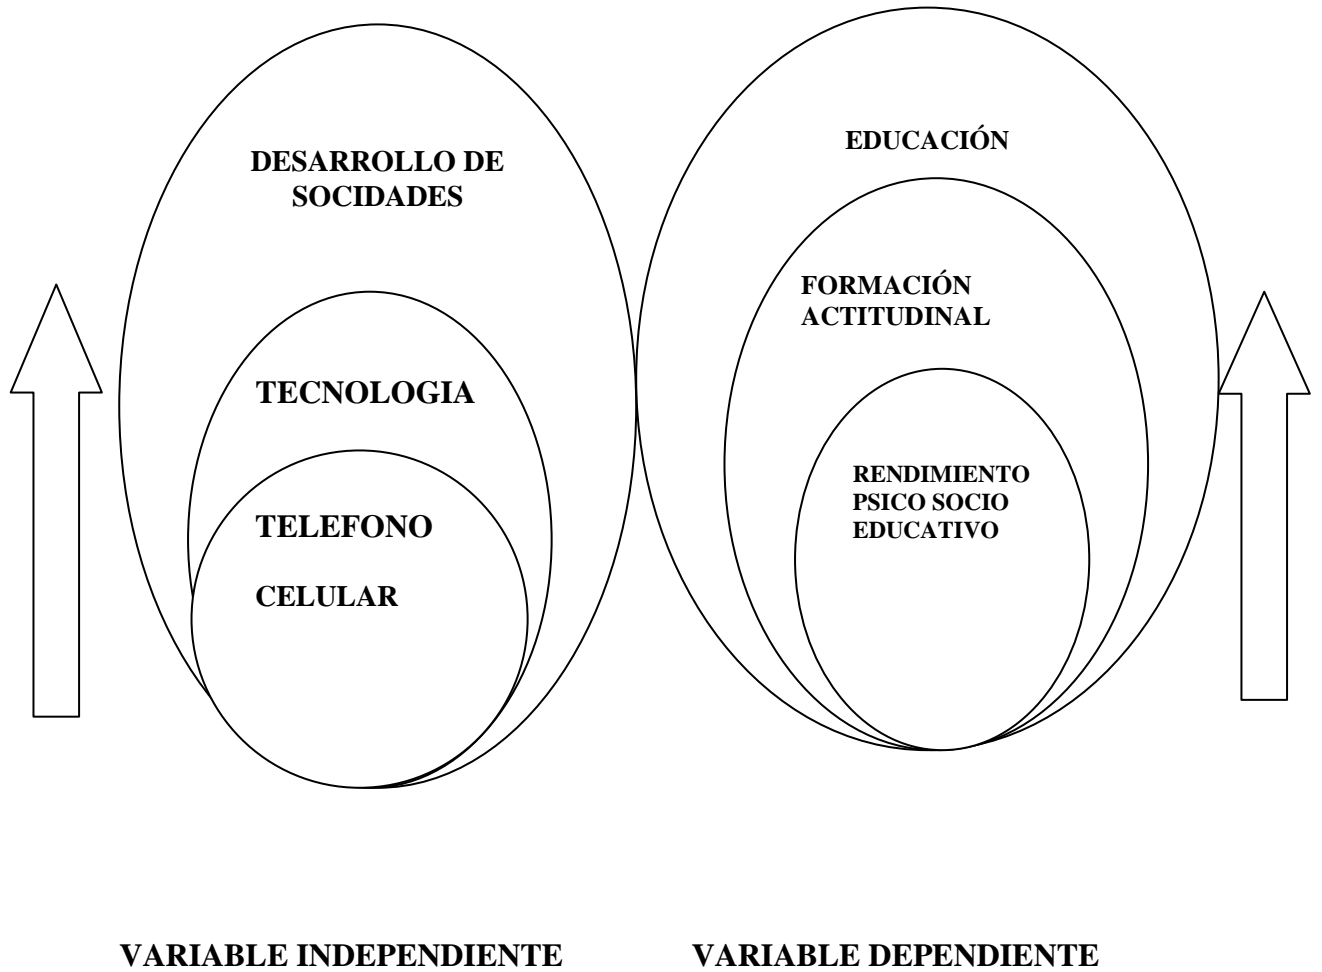 DESARROLLO DE
SOCIDADES
TECNOLOGIA
TELEFONO
CELULAR
EDUCACIÓN
FORMACIÓN
ACTITUDINAL
RENDIMIENTO
PSICO SOCIO
EDUCATIVO
VARIABLE INDEPENDIENTE
VARIABLE DEPENDIENTE